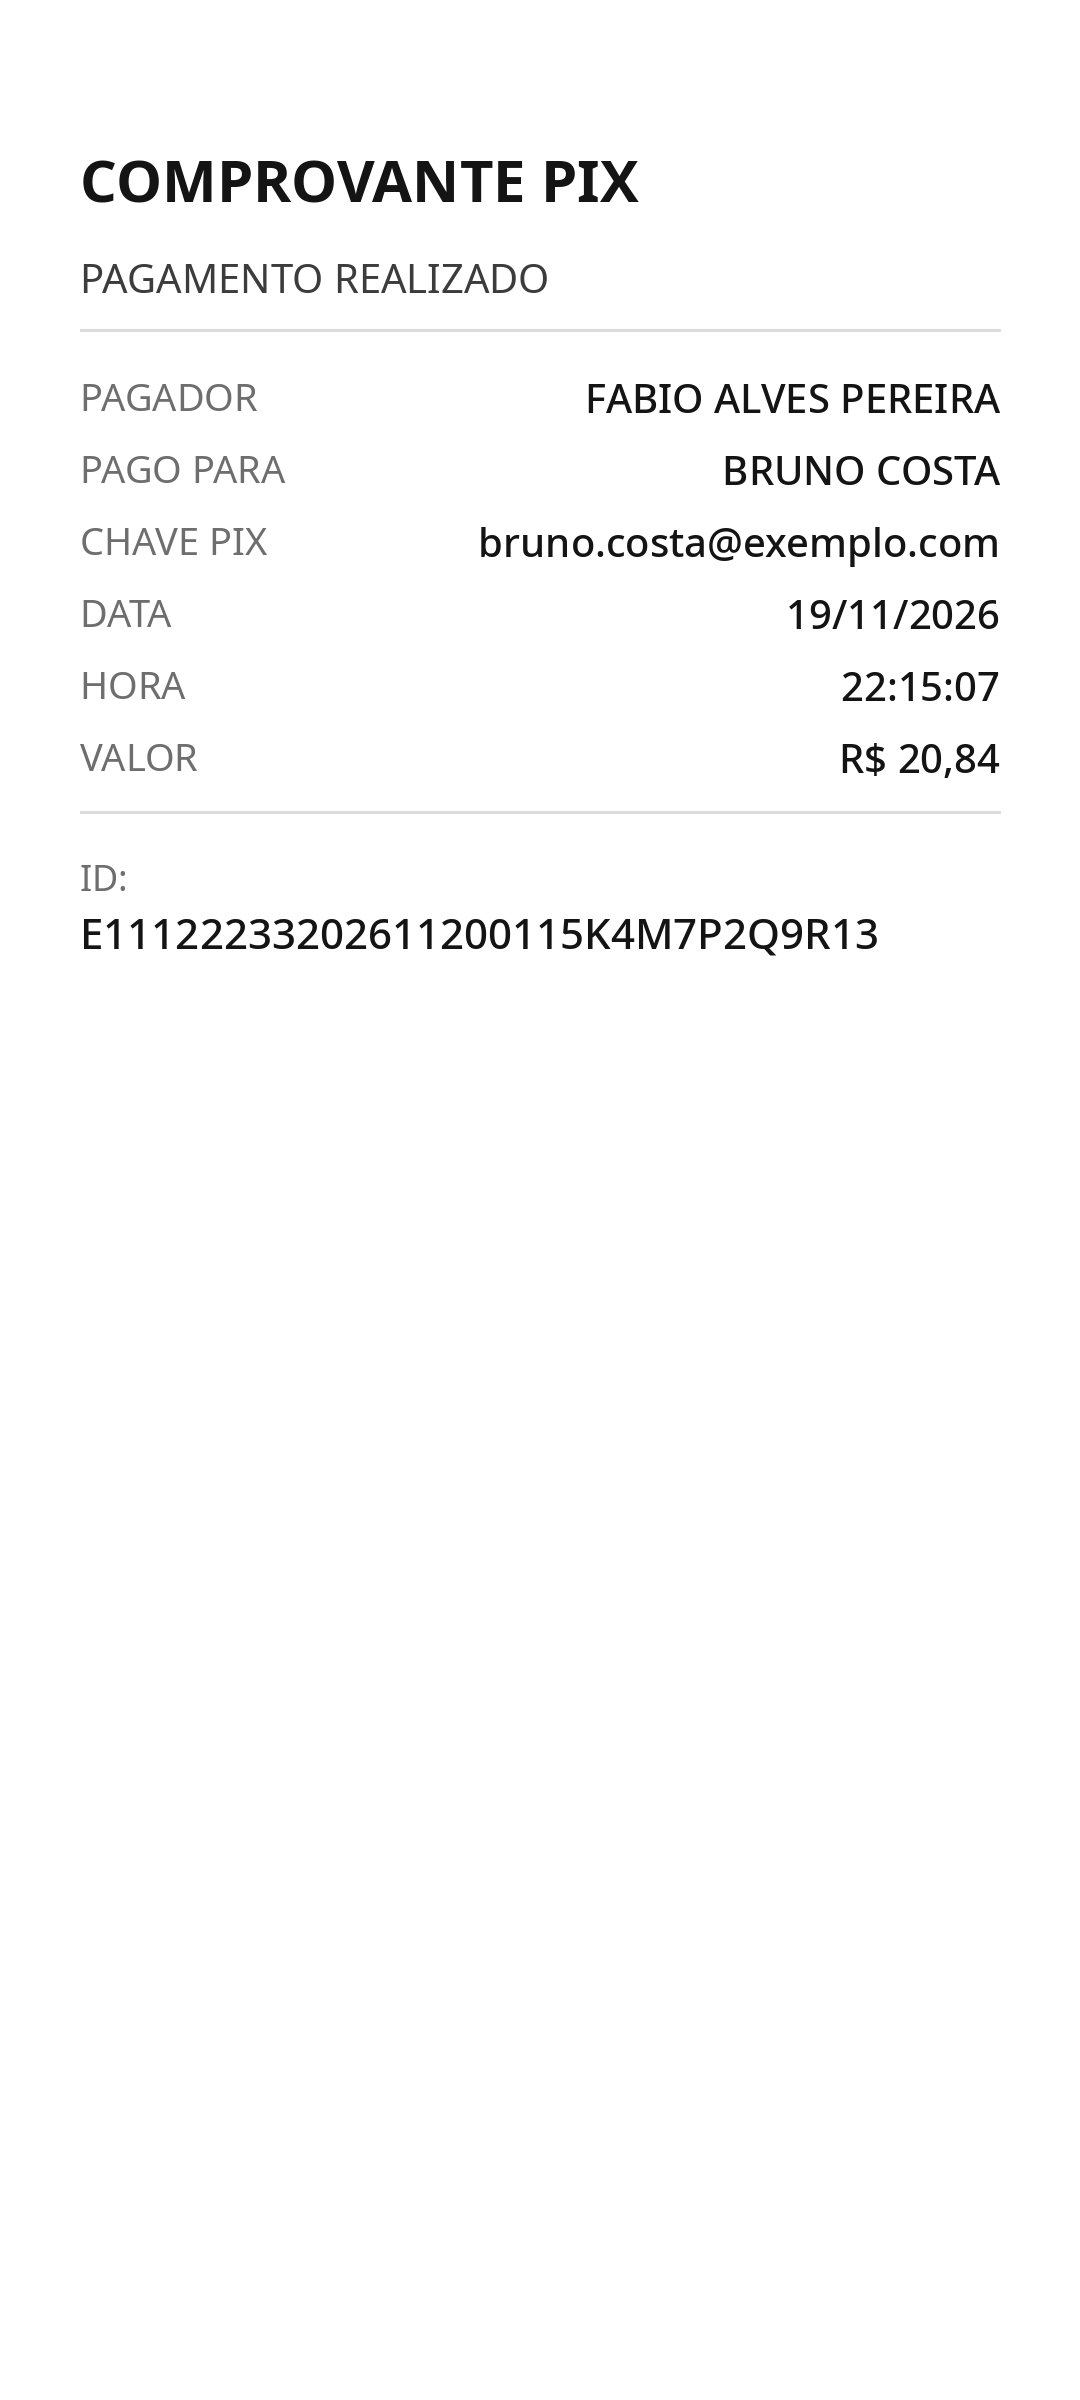 COMPROVANTE PIX
PAGAMENTO REALIZADO
PAGADOR FABIO ALVES PEREIRA
PAGO PARA BRUNO COSTA
CHAVE PIX bruno.costa@exemplo.com
DATA 19/11/2026
HORA 22:15:07
VALOR R$ 20,84
ID:
E11122233202611200115K4M7P2Q9R13